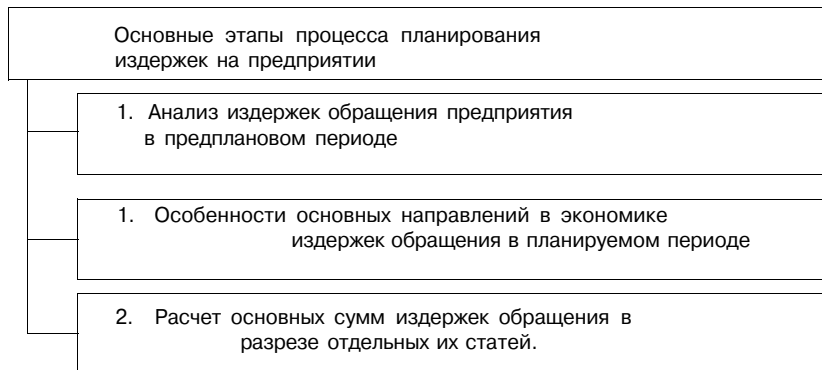 Основные этапы процесса планирования
издержек на предприятии
1. Анализ издержек обращения предприятия
в предплановом периоде
1. Особенности основных направлений в экономике
издержек обращения в планируемом периоде
2. Расчет основных сумм издержек обращения в
разрезе отдельных их статей.